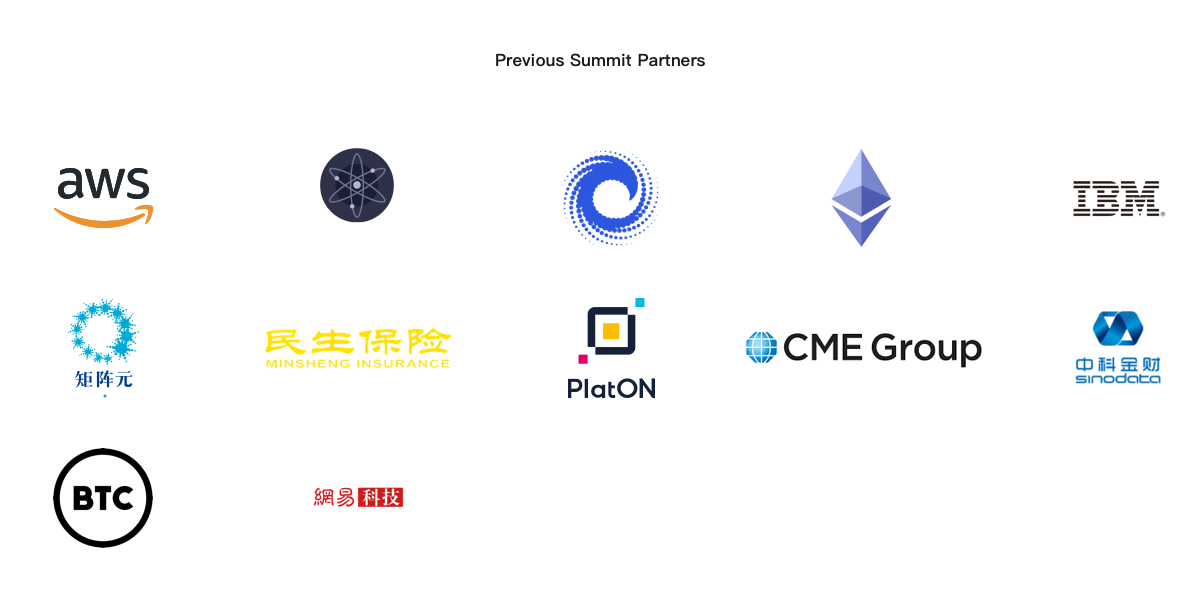 Previous Summit Partners
aws
IBM®
矩阵元
民生保险
MINSHENG INSURANCE
PlatON
CME Group
中科金财
sinodata
BTC
網易科技